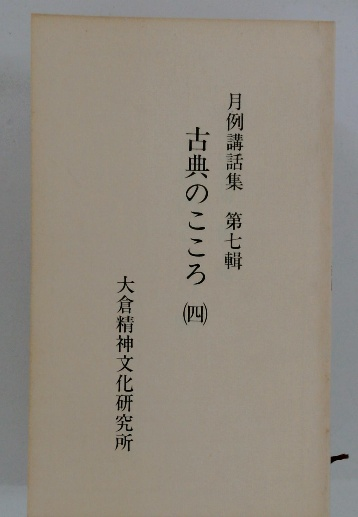 月例講話集　第七輯
古典のこころ(四)
大倉精神文化研究所